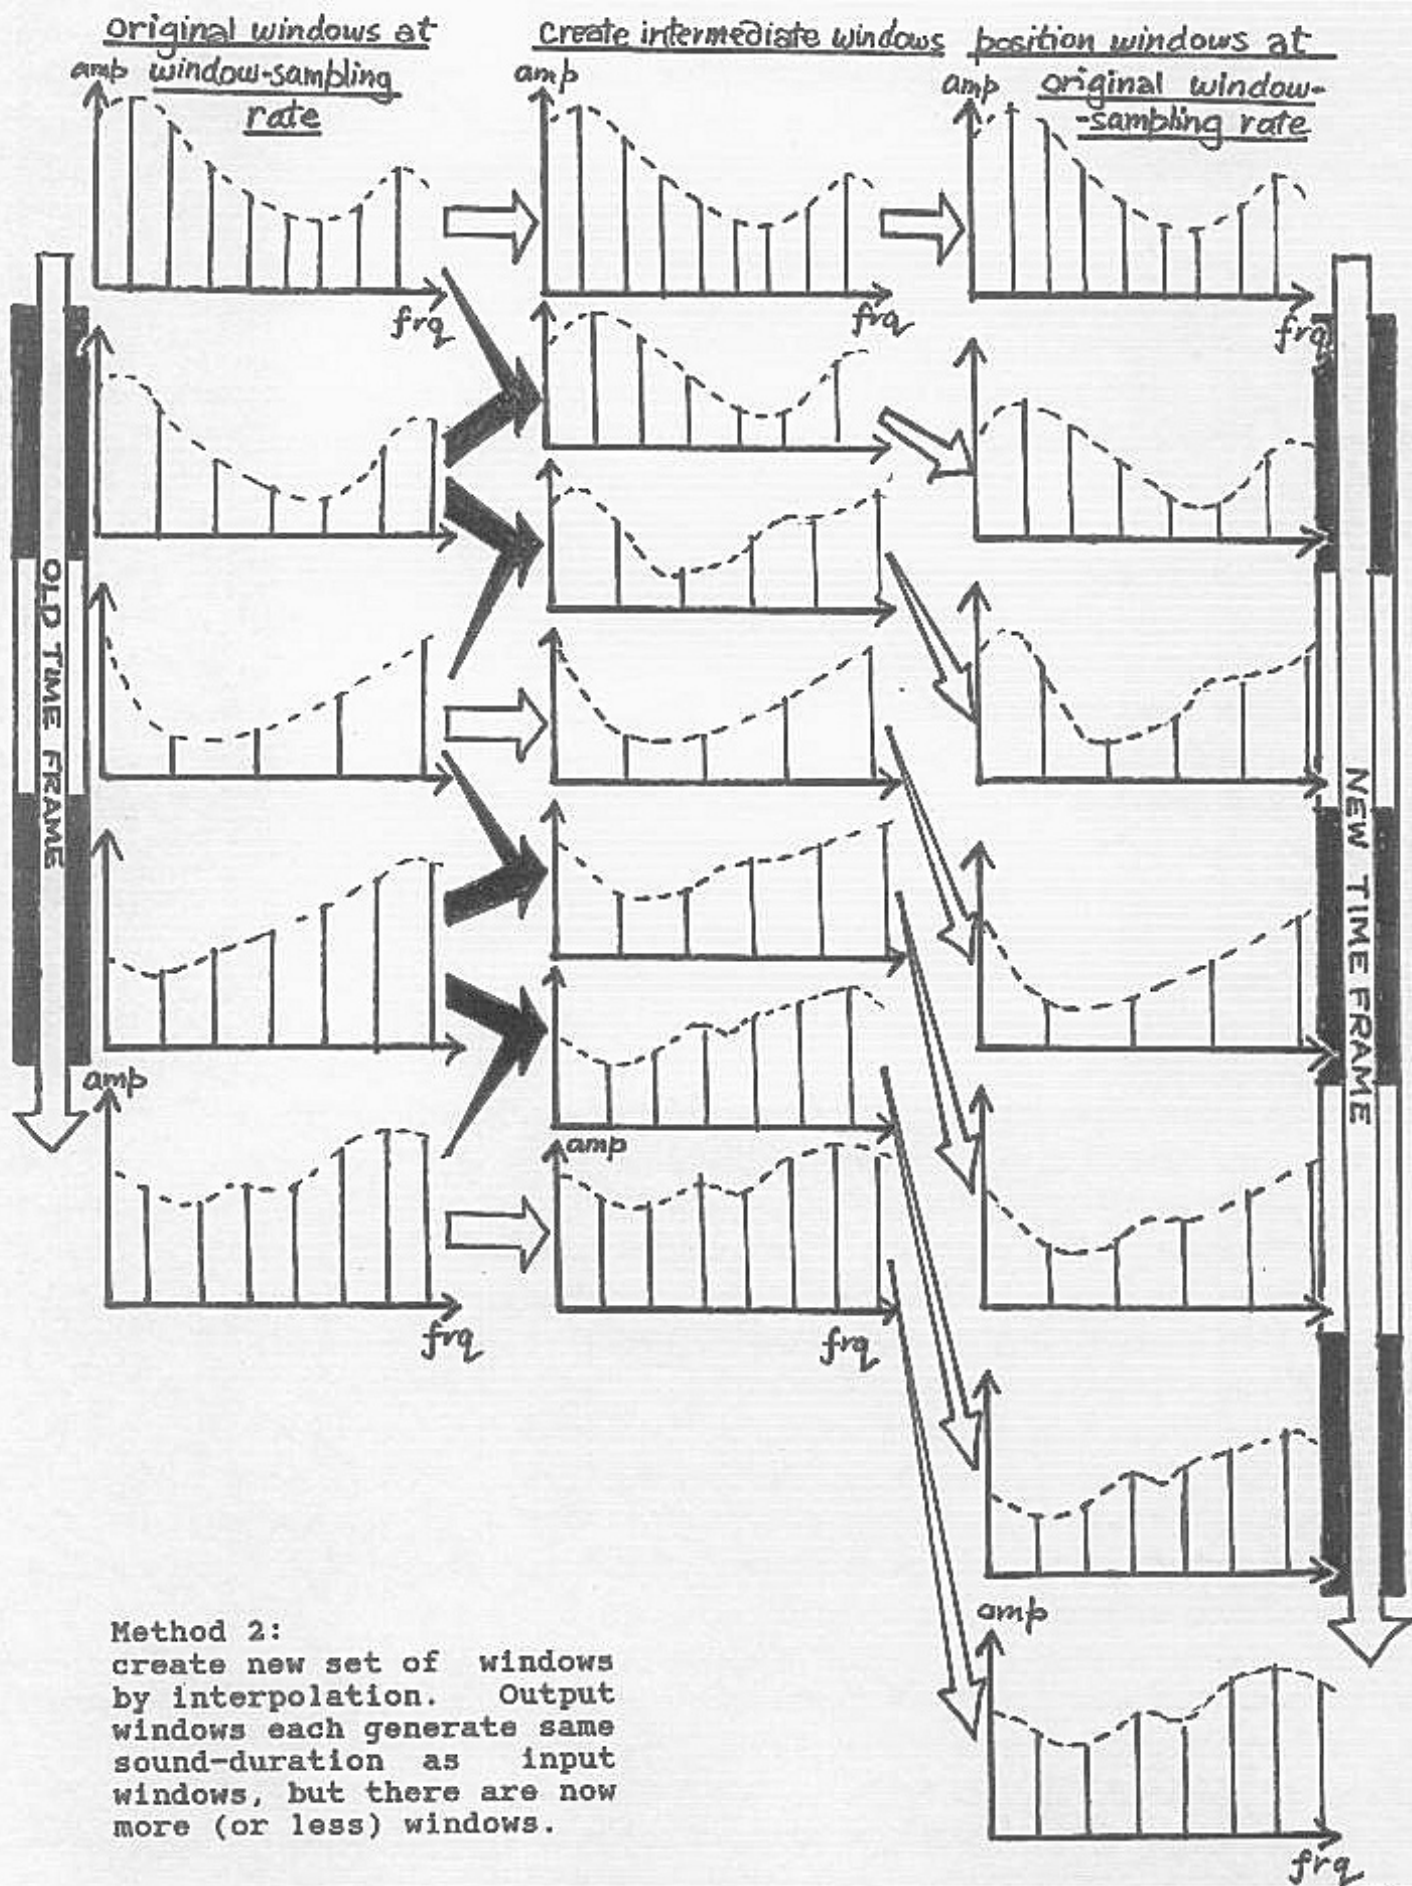 original windows at
window-sampling
rate
Create intermediate windows
position windows at
original window-
-sampling rate
amp
amp
amp
frq
frq
frq
OLD TIME FRAME
NEW TIME FRAME
amp
amp
frq
frq
amp
frq
Method 2:
create new set of windows
by interpolation. Output
windows each generate same
sound-duration as input
windows, but there are now
more (or less) windows.